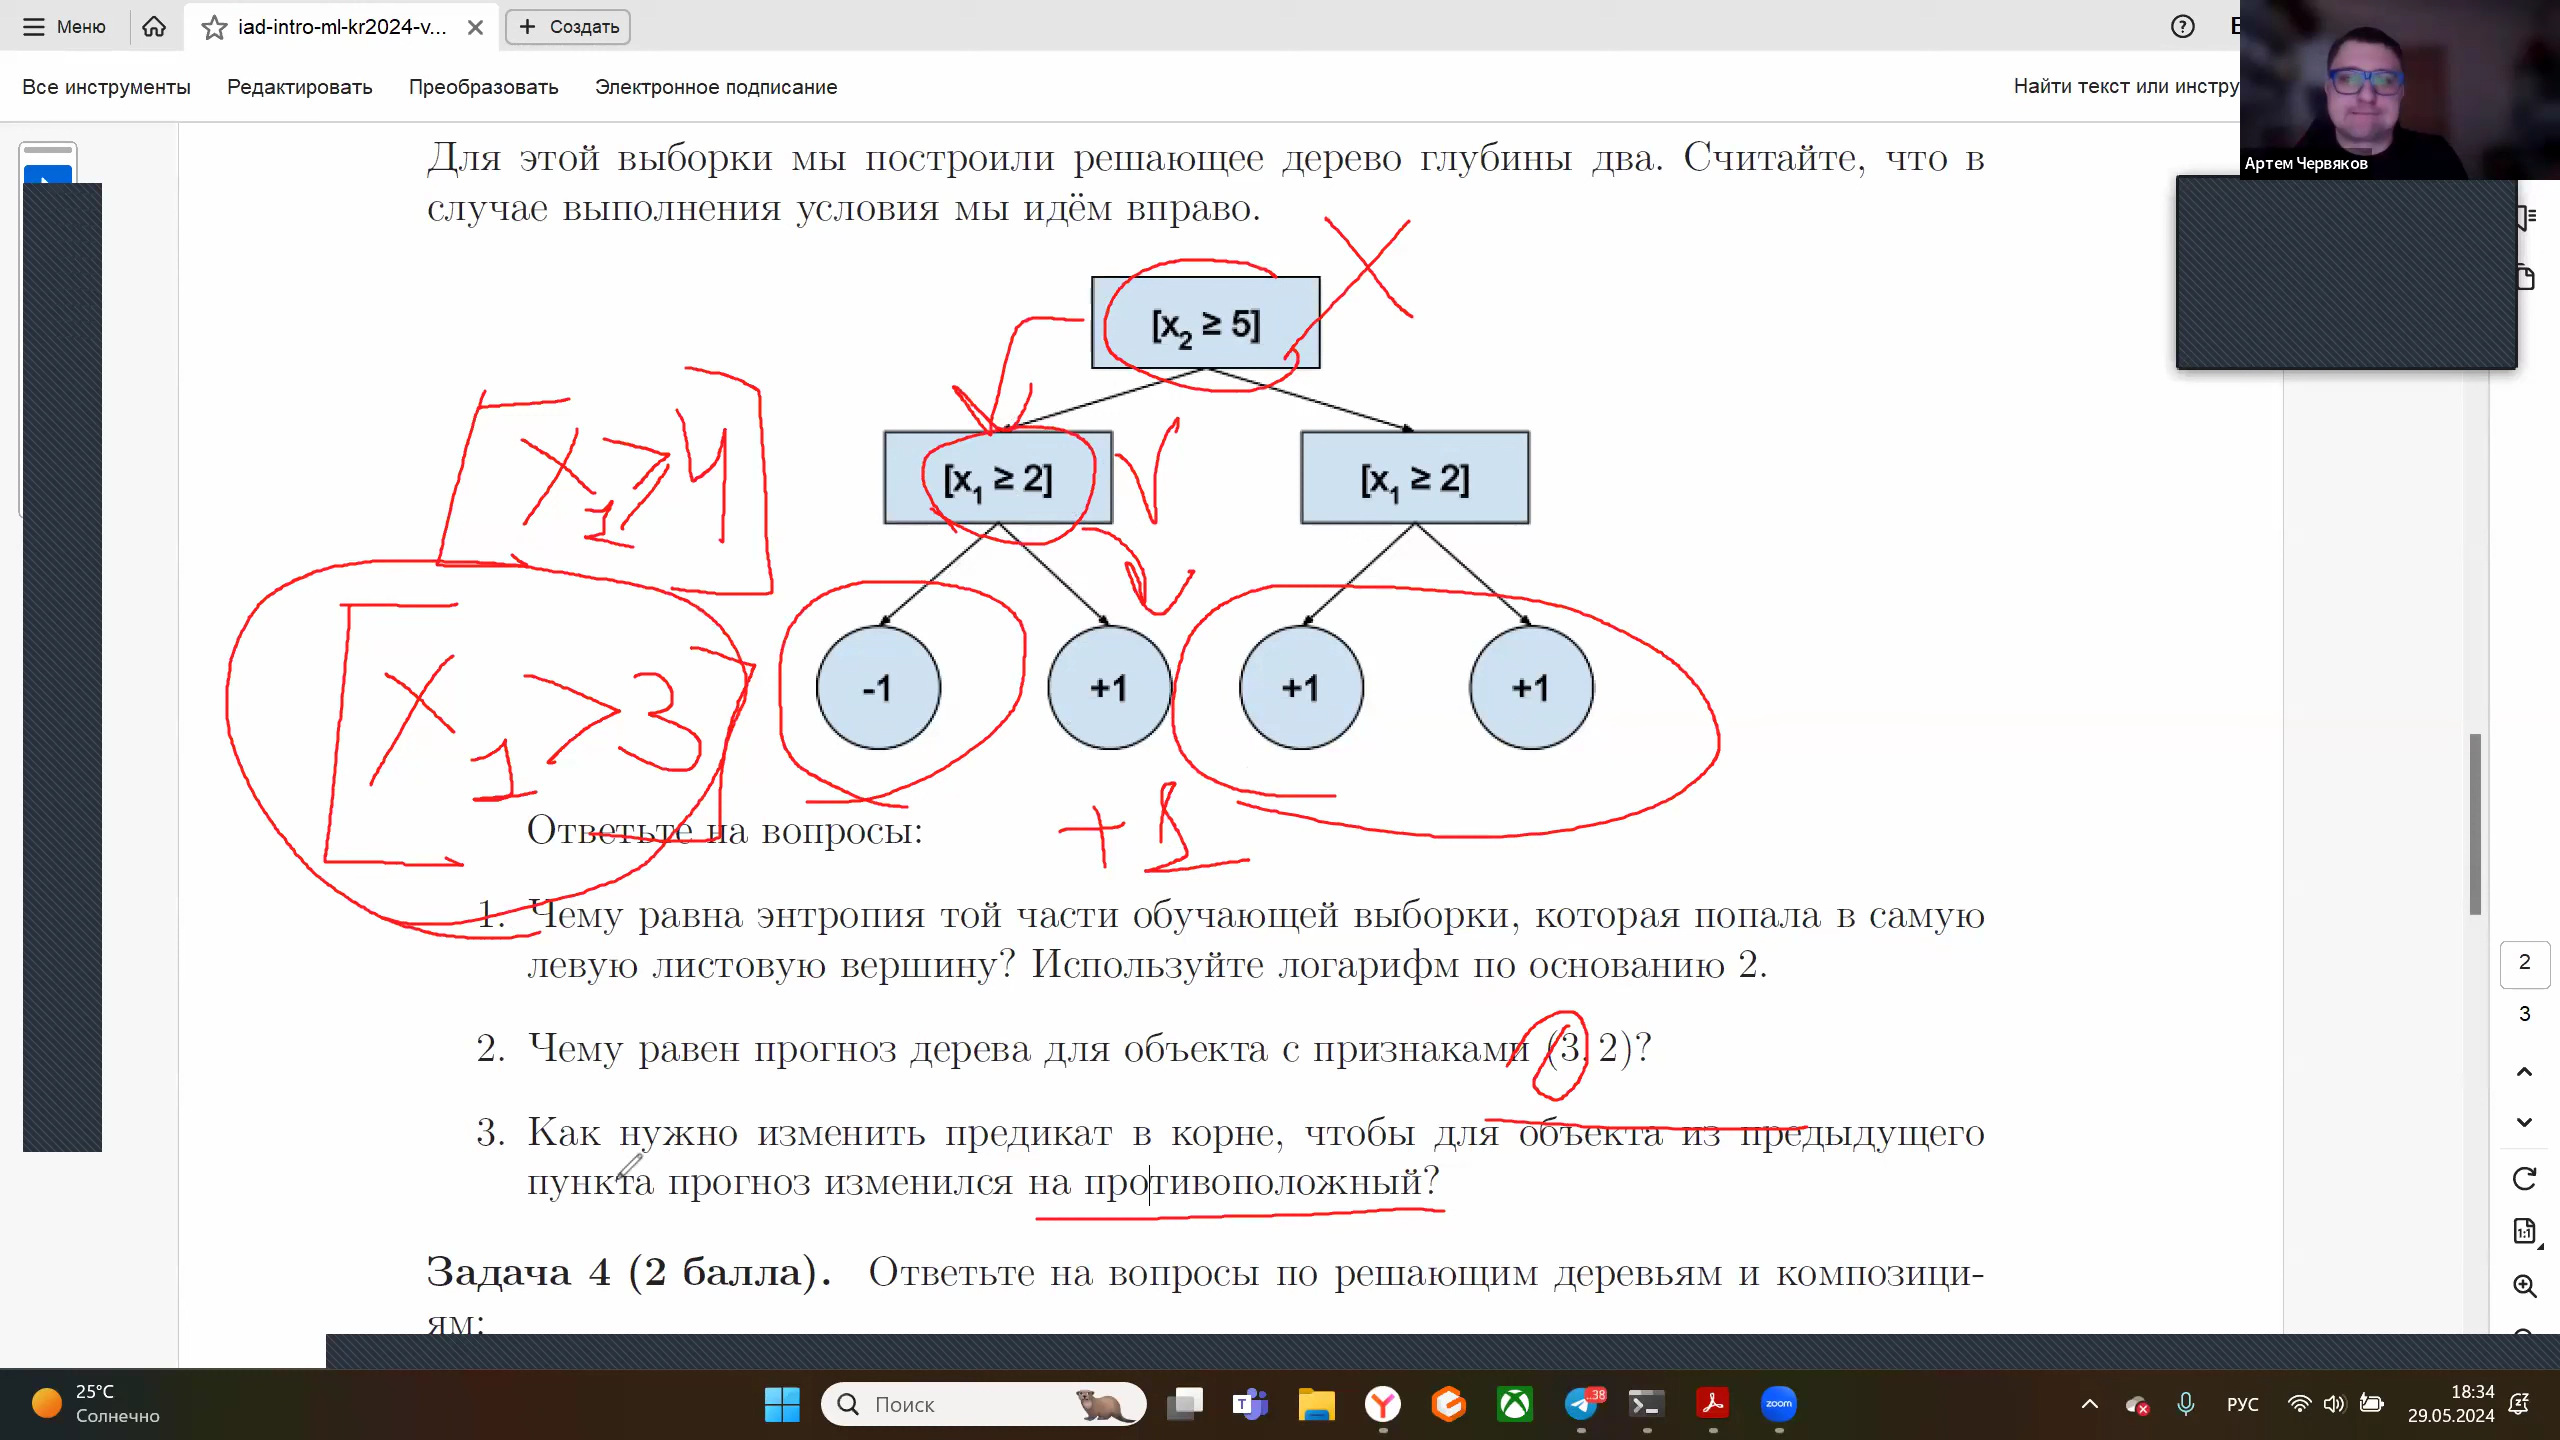 Меню
iad-intro-ml-kr2024-v...
Создать
Все инструменты
Редактировать
Преобразовать
Электронное подписание
Найти текст или инстру
Артем Червяков
Для этой выборки мы построили решающее дерево глубины два. Считайте, что в
случае выполнения условия мы идём вправо.
[x₂ ≥ 5]
[x₁ ≥ 4]
[x₁ ≥ 2]
[x₁ ≥ 2]
[x₁ > 3]
-1
+1
+1
+1
+1
Ответьте на вопросы:
1. Чему равна энтропия той части обучающей выборки, которая попала в самую
левую листовую вершину? Используйте логарифм по основанию 2.
2. Чему равен прогноз дерева для объекта с признаками (3, 2)?
3. Как нужно изменить предикат в корне, чтобы для объекта из предыдущего
пункта прогноз изменился на противоположный?
Задача 4 (2 балла). Ответьте на вопросы по решающим деревьям и композици-
ям:
2
3
1:1
25°C
Солнечно
Поиск
38
zoom
РУС
18:34
29.05.2024